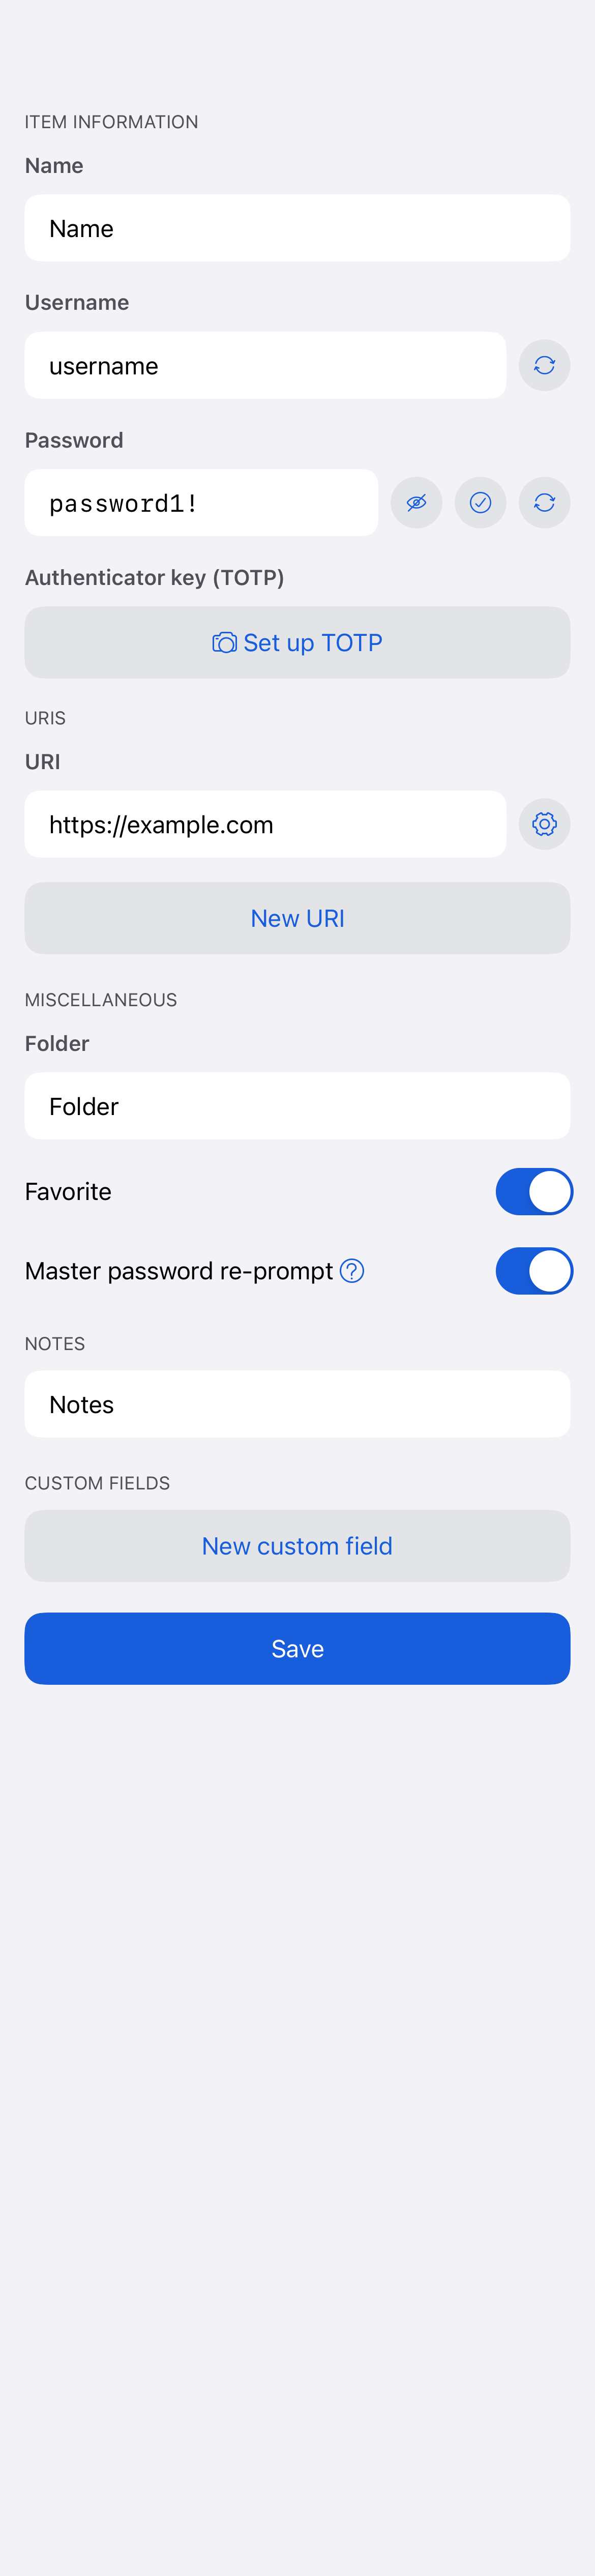 ITEM INFORMATION
Name
Name
Username
username
Password
password1!
Authenticator key (TOTP)
Set up TOTP
URIS
URI
https://example.com
New URI
MISCELLANEOUS
Folder
Folder
Favorite
Master password re-prompt
NOTES
Notes
CUSTOM FIELDS
New custom field
Save